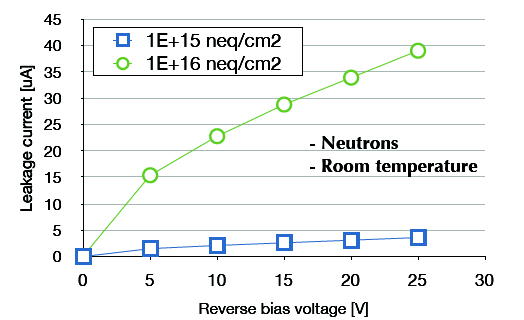 45
40
35
30
25
20
15
10
5
0
Leakage current [uA]
1E+15 neq/cm2
1E+16 neq/cm2
- Neutrons
- Room temperature
0 5 10 15 20 25 30
Reverse bias voltage [V]